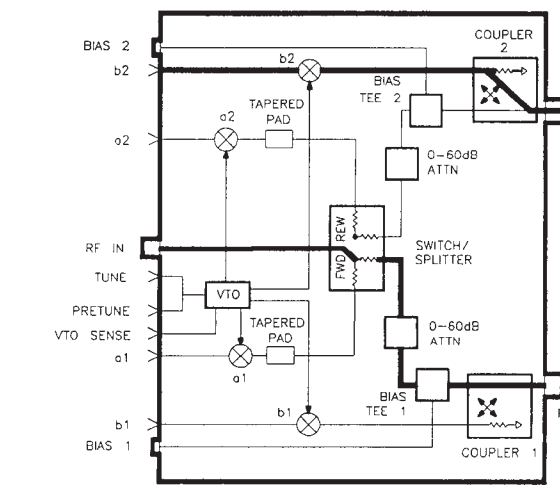 COUPLER
2
BIAS 2
b2
b2
BIAS
TEE 2
TAPERED
PAD
a2
a2
0-60dB
ATTN
REW
RF IN
SWITCH/
SPLITTER
FWD
TUNE
VTO
PRETUNE
TAPERED
PAD
0-60dB
ATTN
VTO SENSE
a1
a1
BIAS
TEE 1
b1
b1
BIAS 1
COUPLER 1